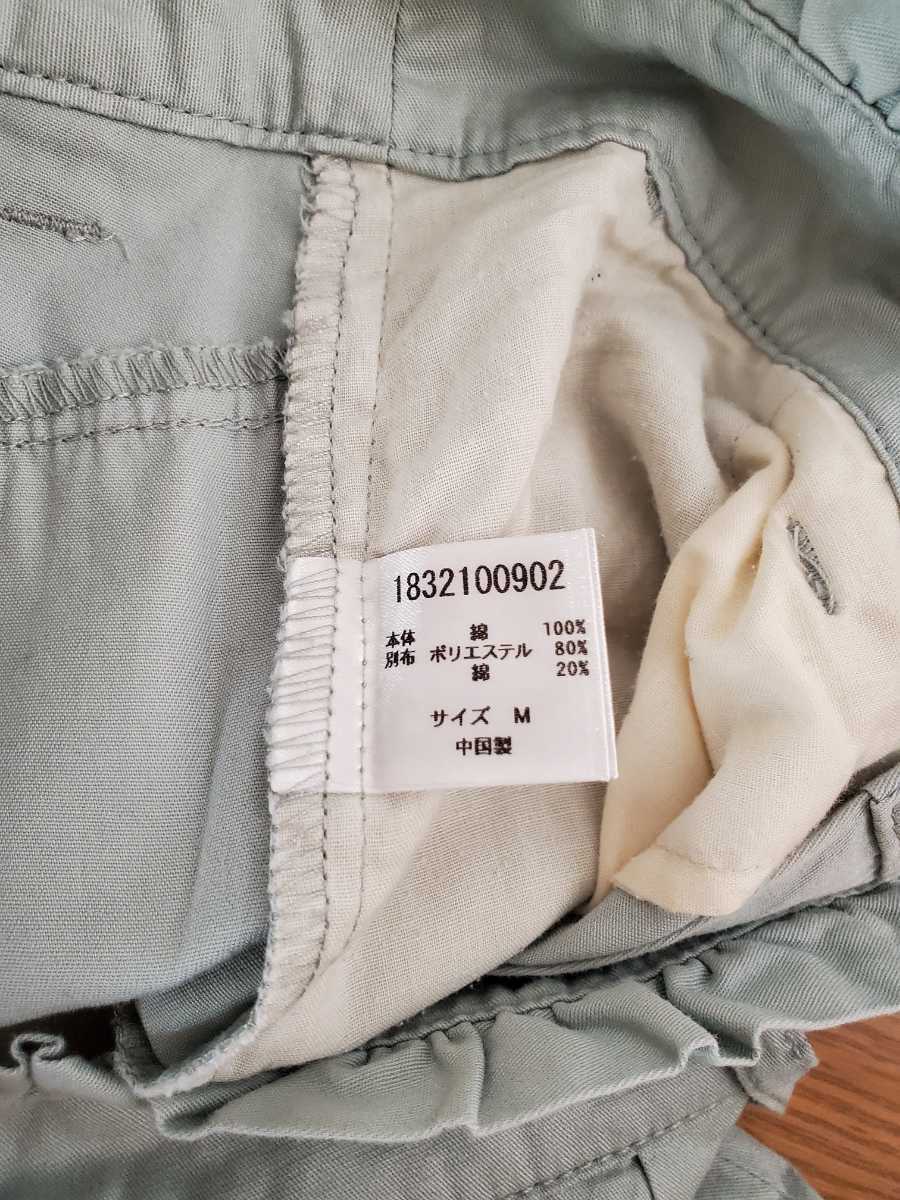 1832100902
本体 綿 100%
別布 ポリエステル 80%
綿 20%
サイズ M
中国製